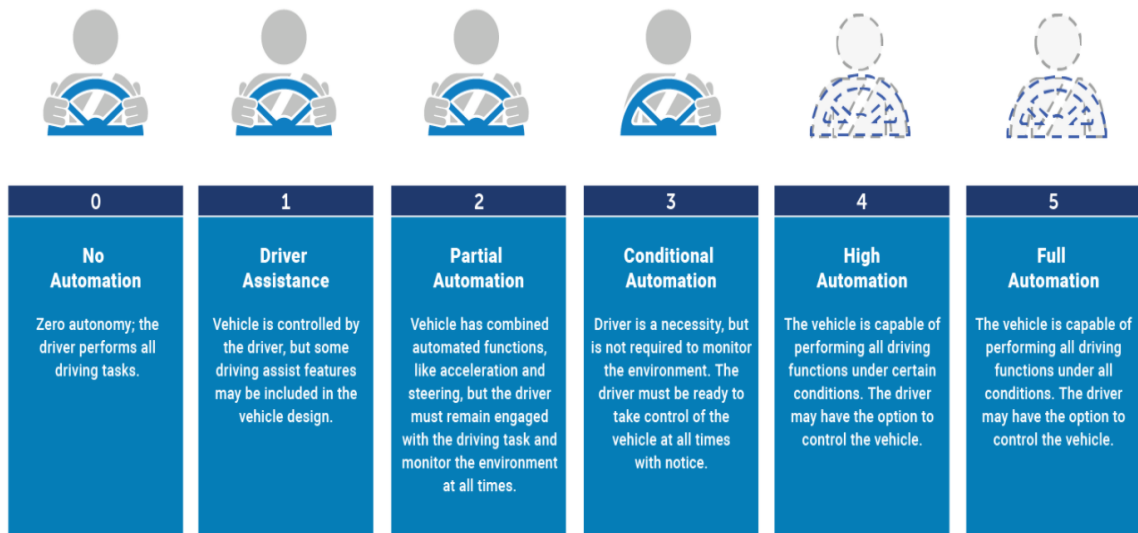 0
No
Automation
Zero autonomy; the
driver performs all
driving tasks.
1
Driver
Assistance
Vehicle is controlled by
the driver, but some
driving assist features
may be included in the
vehicle design.
2
Partial
Automation
Vehicle has combined
automated functions,
like acceleration and
steering, but the driver
must remain engaged
with the driving task and
monitor the environment
at all times.
3
Conditional
Automation
Driver is a necessity, but
is not required to monitor
the environment. The
driver must be ready to
take control of the
vehicle at all times
with notice.
4
High
Automation
The vehicle is capable of
performing all driving
functions under certain
conditions. The driver
may have the option to
control the vehicle.
5
Full
Automation
The vehicle is capable of
performing all driving
functions under all
conditions. The driver
may have the option to
control the vehicle.